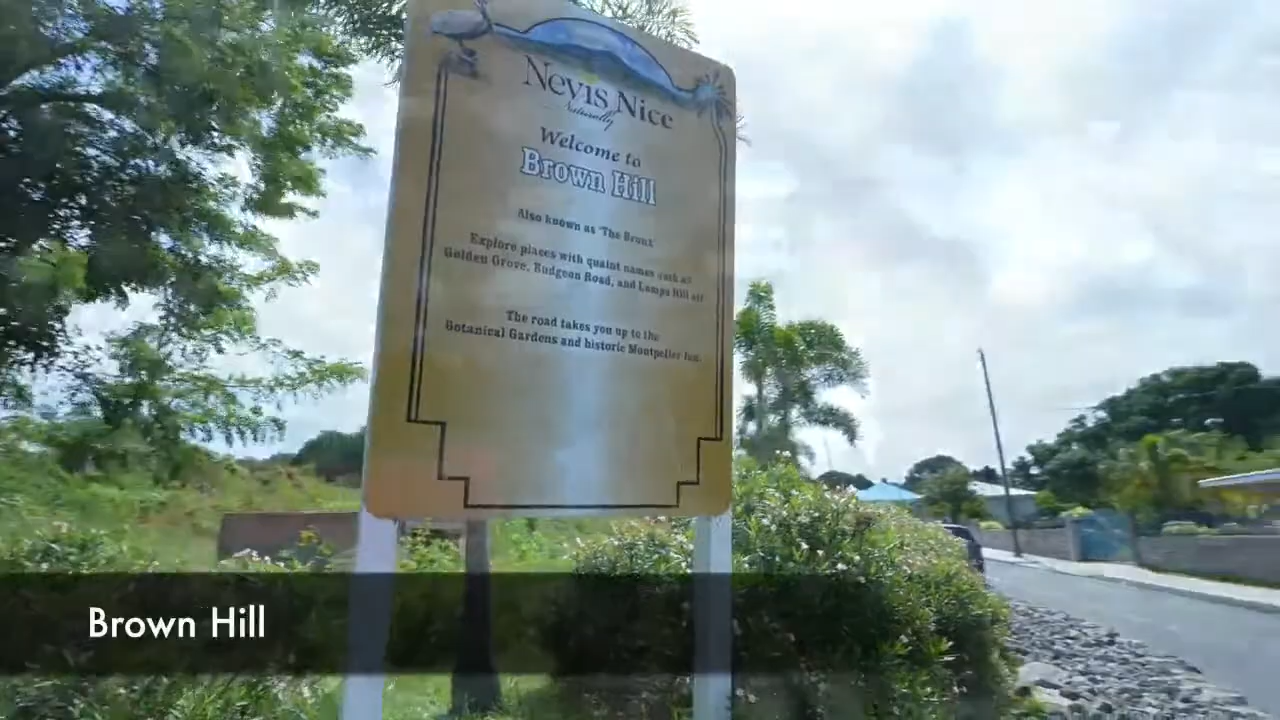 Nevis Nice
Naturally
Welcome to
Brown Hill
Also known as 'The Bronx'
Explore places with quaint names such as
Golden Grove, Budgeon Road, and Lamps Hill
The road takes you up to the
Botanical Gardens and historic Montpelier Inn.
Brown Hill